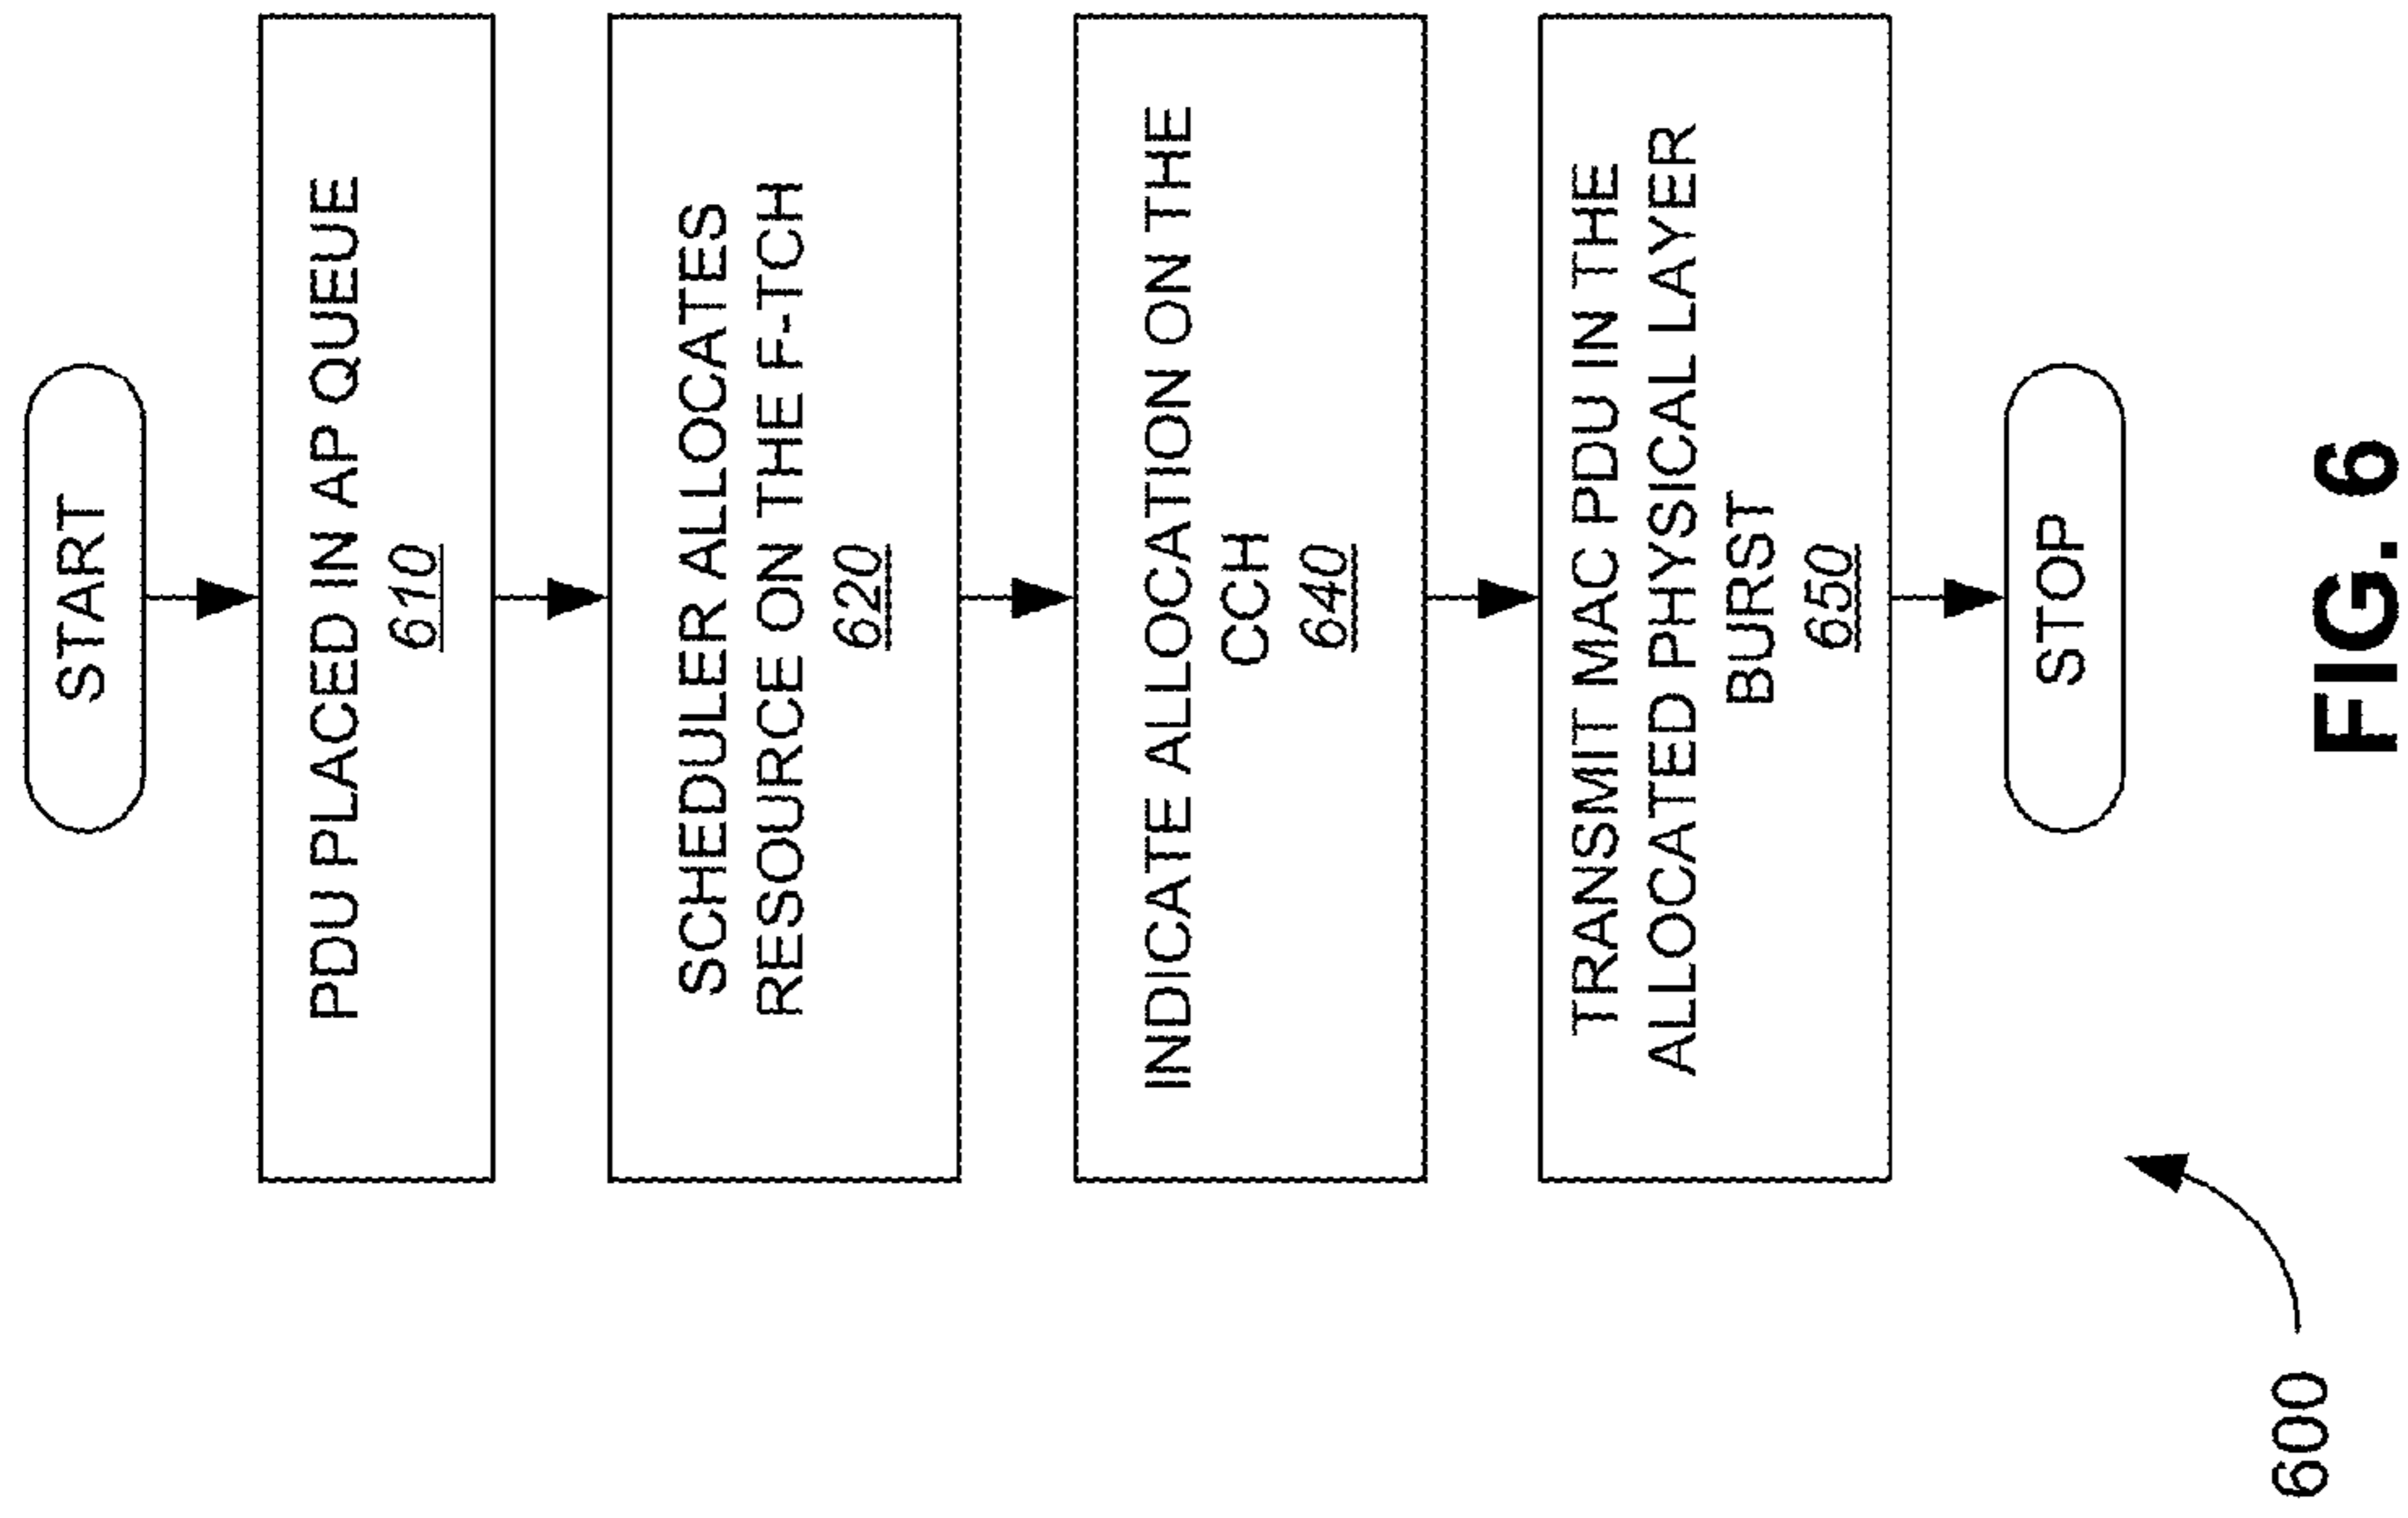 START
PDU PLACED IN AP QUEUE
610
SCHEDULER ALLOCATES
RESOURCE ON THE F-TCH
620
INDICATE ALLOCATION ON THE
CCH
640
TRANSMIT MAC PDU IN THE
ALLOCATED PHYSICAL LAYER
BURST
650
STOP
600
FIG. 6